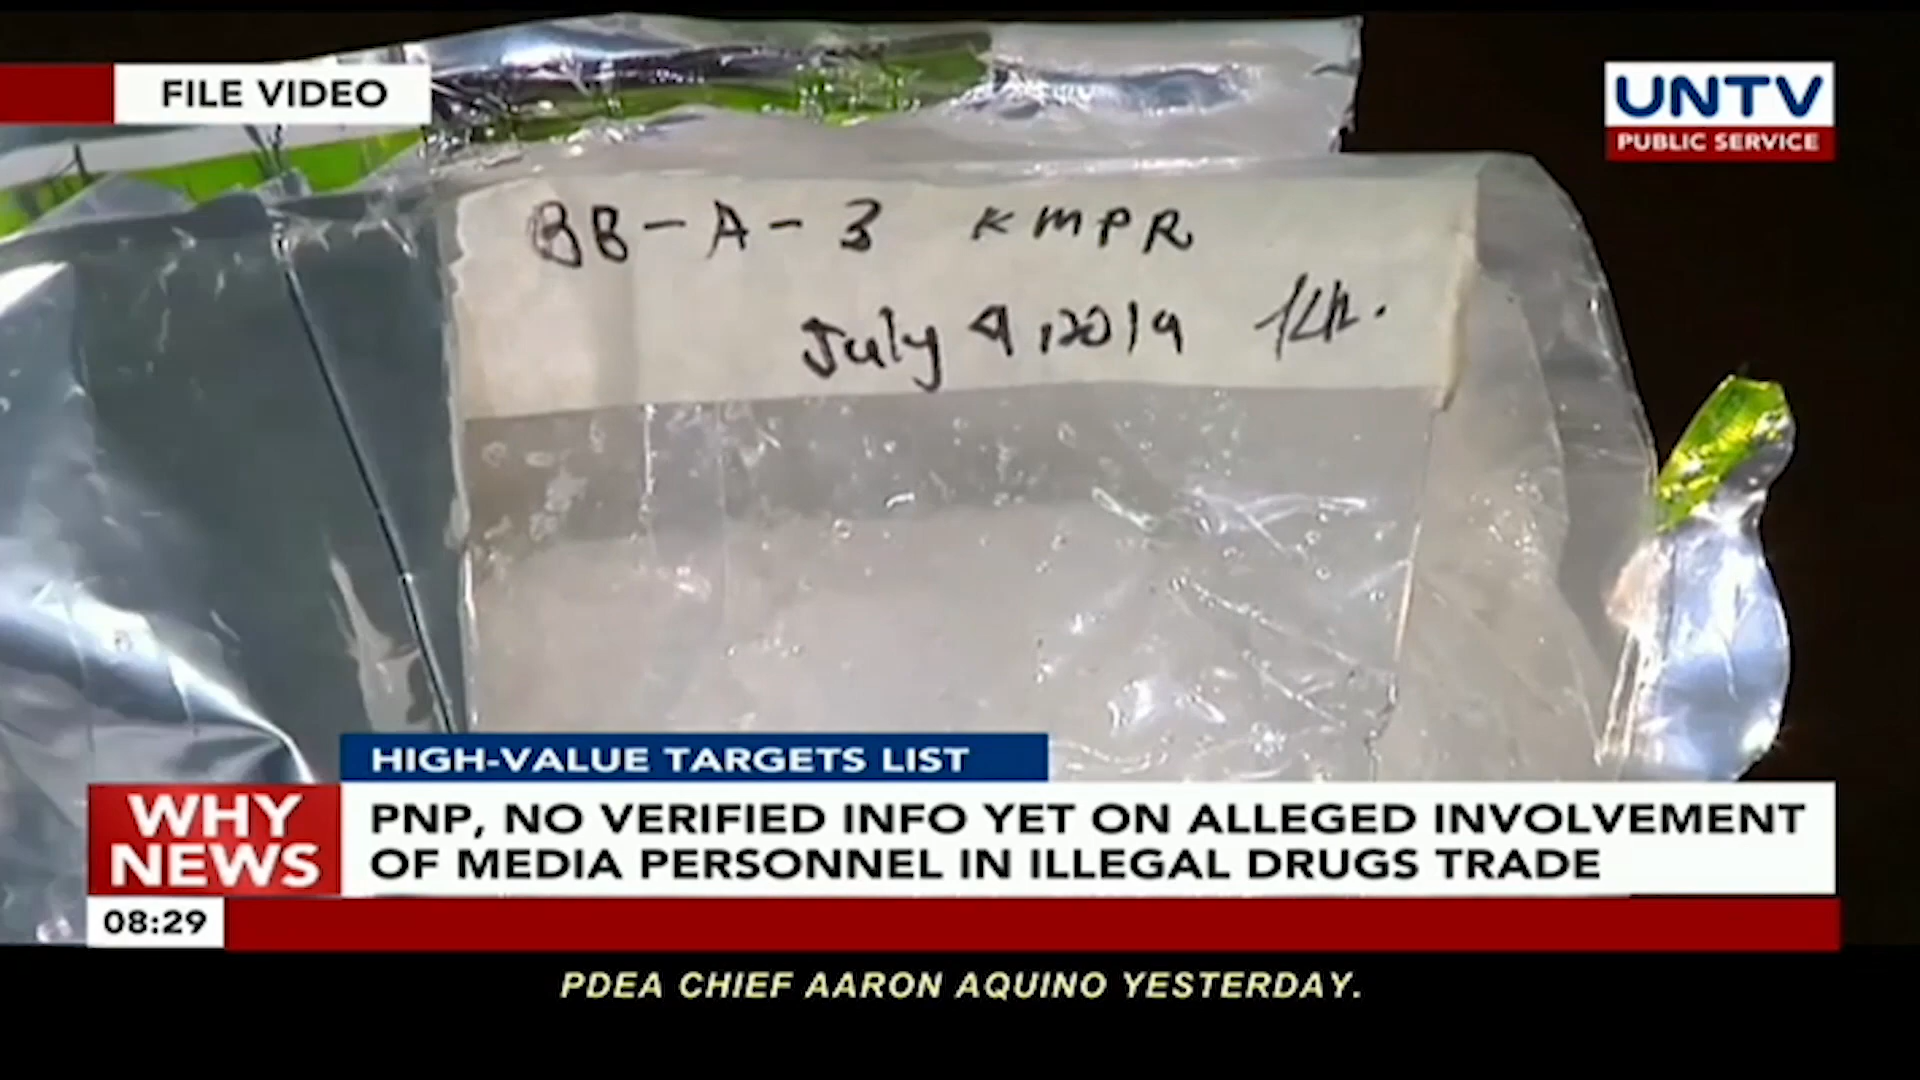 FILE VIDEO
UNTV
PUBLIC SERVICE
BB-A-3 KMPR
July 9, 2019
HIGH-VALUE TARGETS LIST
WHY NEWS
PNP, NO VERIFIED INFO YET ON ALLEGED INVOLVEMENT
OF MEDIA PERSONNEL IN ILLEGAL DRUGS TRADE
08:29
PDEA CHIEF AARON AQUINO YESTERDAY.